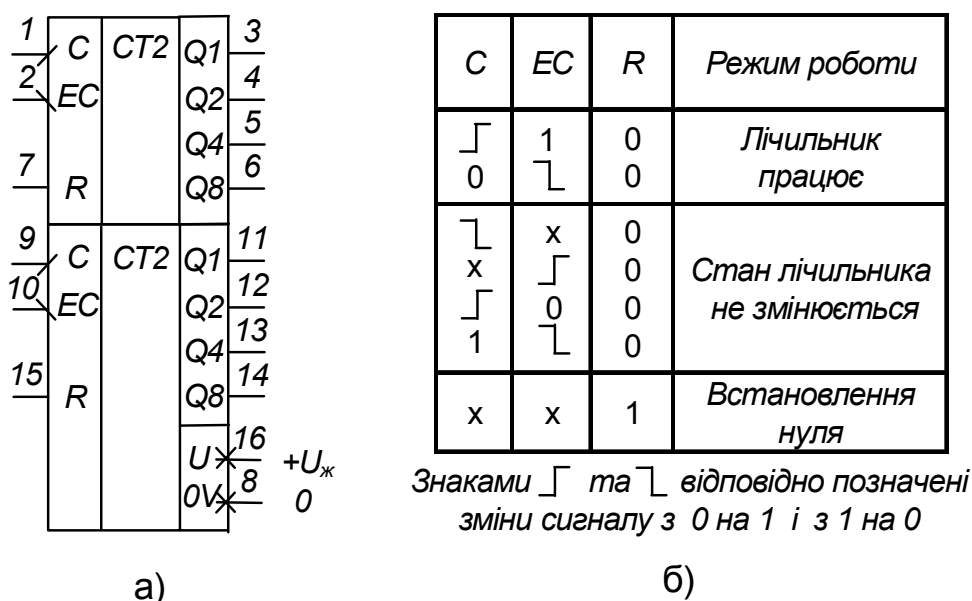 1 C CT2 Q1 3
2 EC Q2 4
Q4 5
7 R Q8 6
9 C CT2 Q1 11
10 EC Q2 12
Q4 13
15 R Q8 14
U 16 +Uж
0V 8 0
а)
C EC R Режим роботи
1 0 Лічильник
0 0 працює
x 0
x 0 Стан лічильника
0 0 не змінюється
1 0
x x 1 Встановлення
нуля
Знаками та відповідно позначені
зміни сигналу з 0 на 1 і з 1 на 0
б)